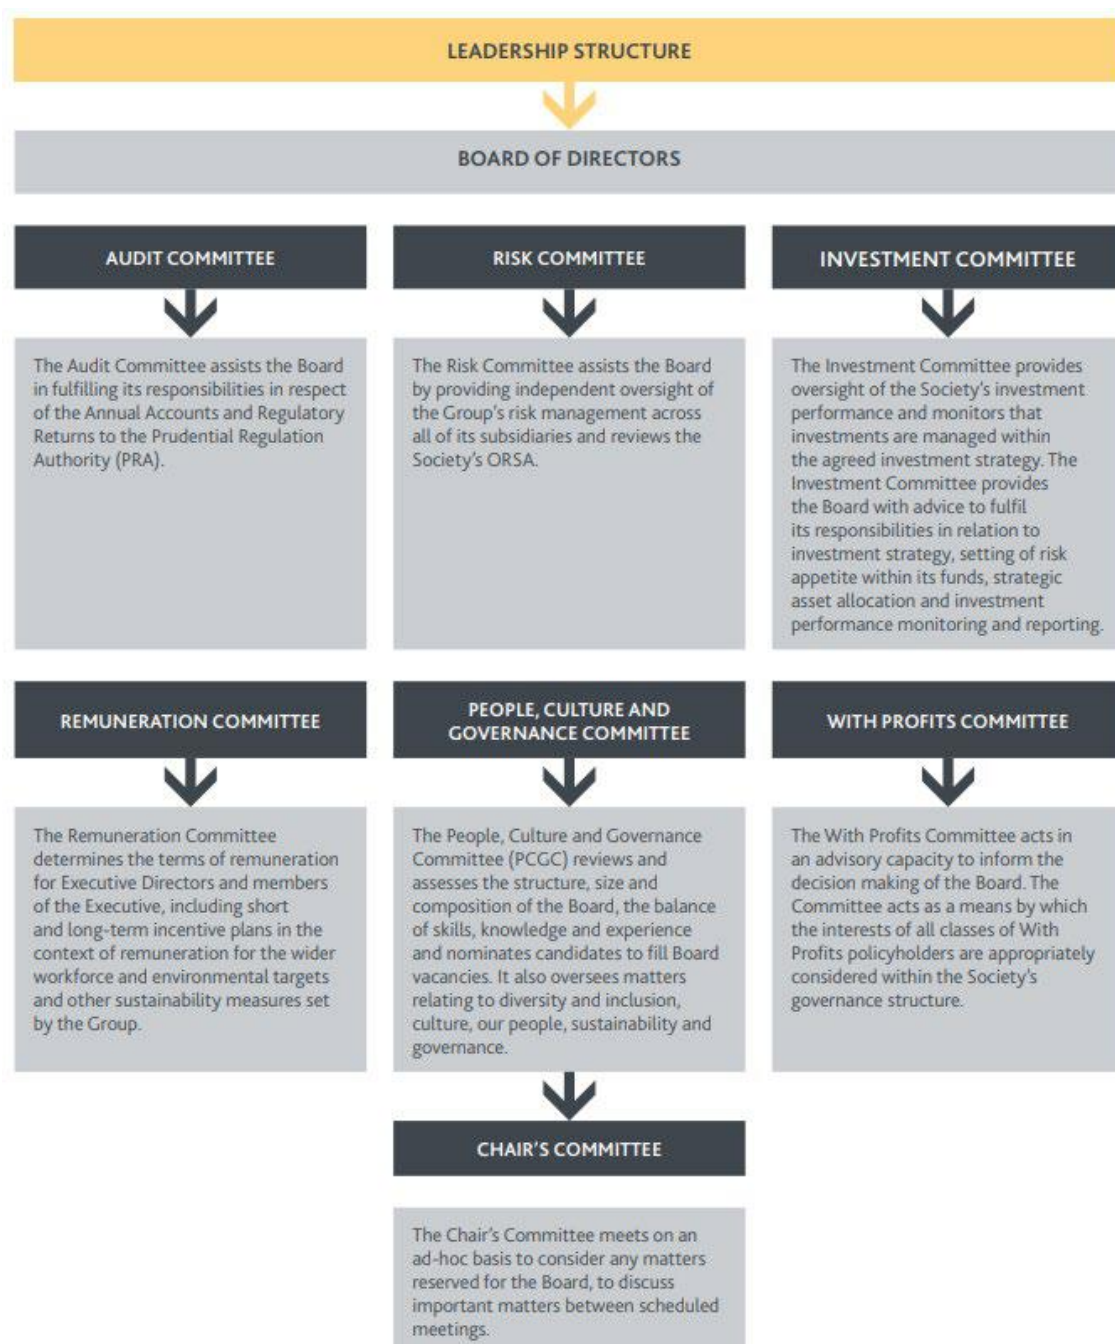 LEADERSHIP STRUCTURE
BOARD OF DIRECTORS
AUDIT COMMITTEE
The Audit Committee assists the Board
in fulfilling its responsibilities in respect
of the Annual Accounts and Regulatory
Returns to the Prudential Regulation
Authority (PRA).
RISK COMMITTEE
The Risk Committee assists the Board
by providing independent oversight of
the Group's risk management across
all of its subsidiaries and reviews the
Society's ORSA.
INVESTMENT COMMITTEE
The Investment Committee provides
oversight of the Society's investment
performance and monitors that
investments are managed within
the agreed investment strategy. The
Investment Committee provides
the Board with advice to fulfil
its responsibilities in relation to
investment strategy, setting of risk
appetite within its funds, strategic
asset allocation and investment
performance monitoring and reporting.
REMUNERATION COMMITTEE
The Remuneration Committee
determines the terms of remuneration
for Executive Directors and members
of the Executive, including short
and long-term incentive plans in the
context of remuneration for the wider
workforce and environmental targets
and other sustainability measures set
by the Group.
PEOPLE, CULTURE AND
GOVERNANCE COMMITTEE
The People, Culture and Governance
Committee (PCGC) reviews and
assesses the structure, size and
composition of the Board, the balance
of skills, knowledge and experience
and nominates candidates to fill Board
vacancies. It also oversees matters
relating to diversity and inclusion,
culture, our people, sustainability and
governance.
WITH PROFITS COMMITTEE
The With Profits Committee acts in
an advisory capacity to inform the
decision making of the Board. The
Committee acts as a means by which
the interests of all classes of With
Profits policyholders are appropriately
considered within the Society's
governance structure.
CHAIR'S COMMITTEE
The Chair's Committee meets on an
ad-hoc basis to consider any matters
reserved for the Board, to discuss
important matters between scheduled
meetings.